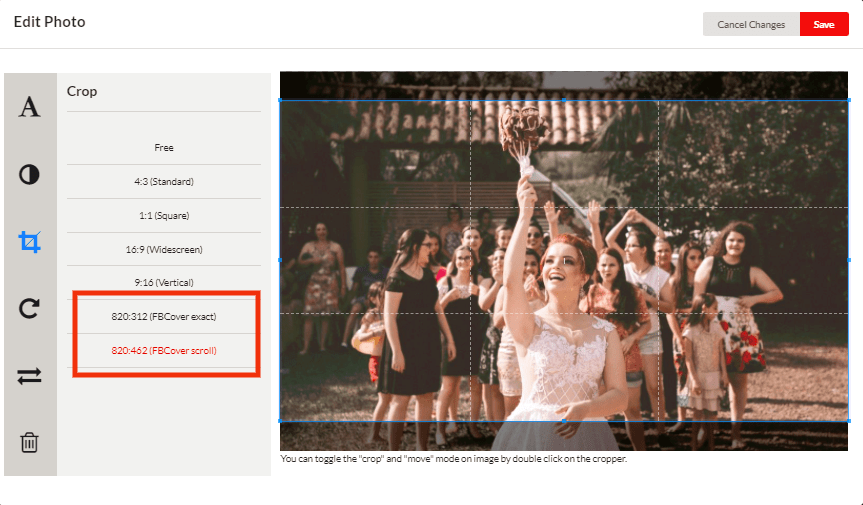 Edit Photo
Cancel Changes
Save
A
Crop
Free
4:3 (Standard)
1:1 (Square)
16:9 (Widescreen)
9:16 (Vertical)
820:312 (FBCover exact)
820:462 (FBCover scroll)
You can toggle the "crop" and "move" mode on image by double click on the cropper.